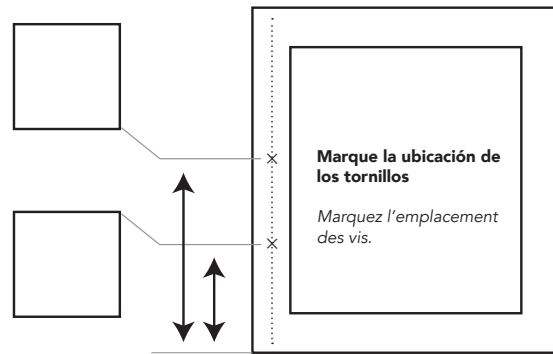 Marque la ubicación de
los tornillos
Marquez l'emplacement
des vis.